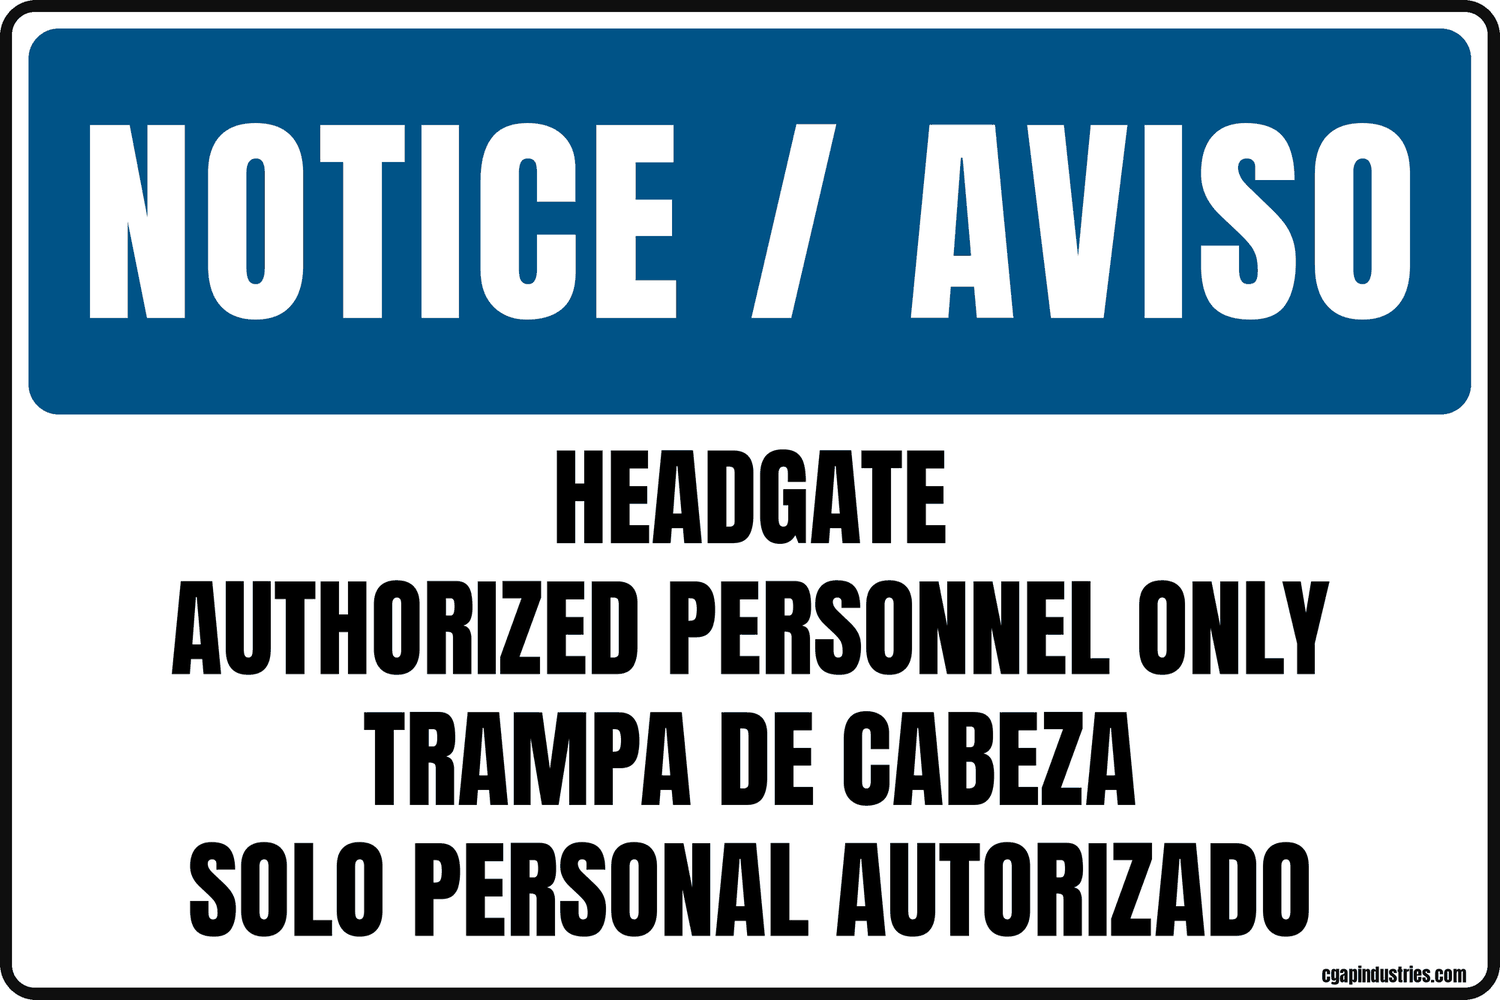 NOTICE / AVISO
HEADGATE
AUTHORIZED PERSONNEL ONLY
TRAMPA DE CABEZA
SOLO PERSONAL AUTORIZADO
cgapindustries.com